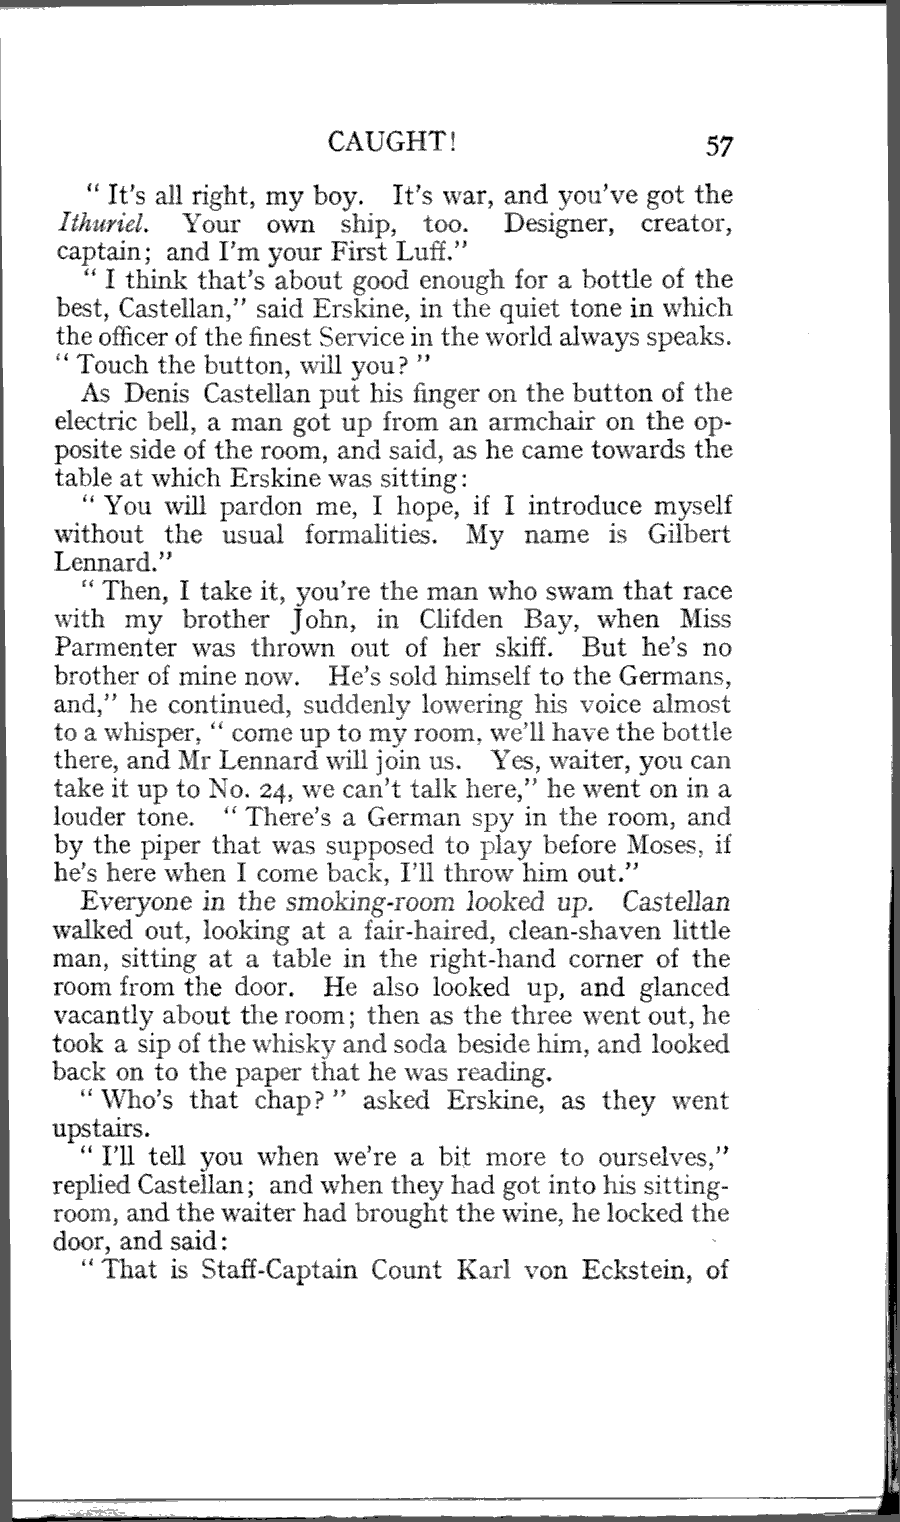 CAUGHT! 57
“ It's all right, my boy. It's war, and you've got the
Ithuriel. Your own ship, too. Designer, creator,
captain; and I'm your First Luff.”
“ I think that's about good enough for a bottle of the
best, Castellan,” said Erskine, in the quiet tone in which
the officer of the finest Service in the world always speaks.
“ Touch the button, will you? ”
As Denis Castellan put his finger on the button of the
electric bell, a man got up from an armchair on the op-
posite side of the room, and said, as he came towards the
table at which Erskine was sitting:
“ You will pardon me, I hope, if I introduce myself
without the usual formalities. My name is Gilbert
Lennard.”
“ Then, I take it, you're the man who swam that race
with my brother John, in Clifden Bay, when Miss
Parmenter was thrown out of her skiff. But he's no
brother of mine now. He's sold himself to the Germans,
and,” he continued, suddenly lowering his voice almost
to a whisper, “ come up to my room, we'll have the bottle
there, and Mr Lennard will join us. Yes, waiter, you can
take it up to No. 24, we can't talk here,” he went on in a
louder tone. “ There's a German spy in the room, and
by the piper that was supposed to play before Moses, if
he's here when I come back, I'll throw him out.”
Everyone in the smoking-room looked up. Castellan
walked out, looking at a fair-haired, clean-shaven little
man, sitting at a table in the right-hand corner of the
room from the door. He also looked up, and glanced
vacantly about the room; then as the three went out, he
took a sip of the whisky and soda beside him, and looked
back on to the paper that he was reading.
“ Who's that chap? ” asked Erskine, as they went
upstairs.
“ I'll tell you when we're a bit more to ourselves,”
replied Castellan; and when they had got into his sitting-
room, and the waiter had brought the wine, he locked the
door, and said:
“ That is Staff-Captain Count Karl von Eckstein, of